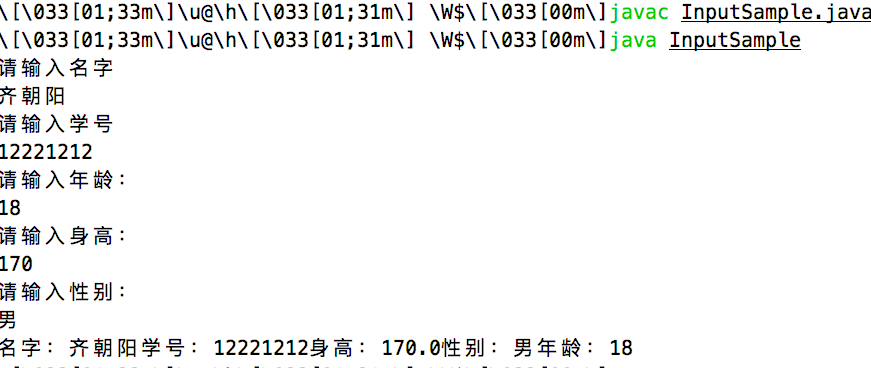 \[\033[01;33m\]\u@\h\[\033[01;31m\] \W$\[\033[00m\]javac InputSample.java
\[\033[01;33m\]\u@\h\[\033[01;31m\] \W$\[\033[00m\]java InputSample
请输入名字
齐朝阳
请输入学号
12221212
请输入年龄：
18
请输入身高：
170
请输入性别：
男
名字：齐朝阳学号：12221212身高：170.0性别：男年龄：18